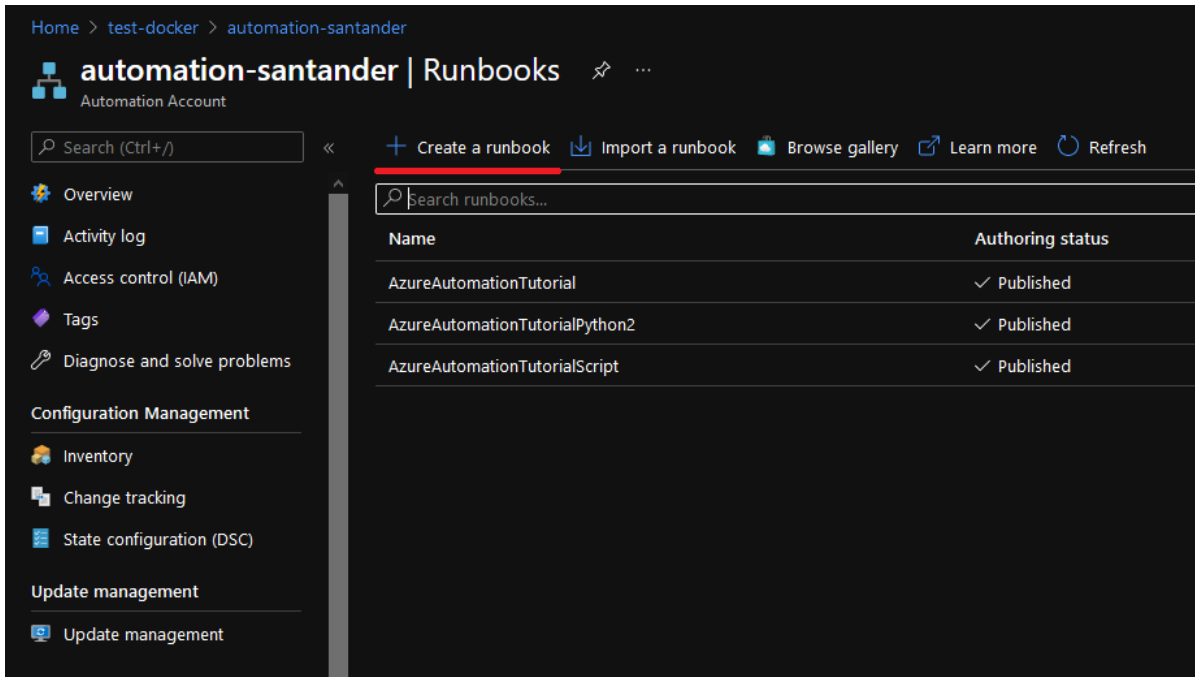 Home > test-docker > automation-santander
automation-santander | Runbooks ...
Automation Account
Search (Ctrl+/) «
Overview
Activity log
Access control (IAM)
Tags
Diagnose and solve problems
Configuration Management
Inventory
Change tracking
State configuration (DSC)
Update management
Update management
Create a runbook Import a runbook Browse gallery Learn more Refresh
Search runbooks...
Name Authoring status
AzureAutomationTutorial Published
AzureAutomationTutorialPython2 Published
AzureAutomationTutorialScript Published